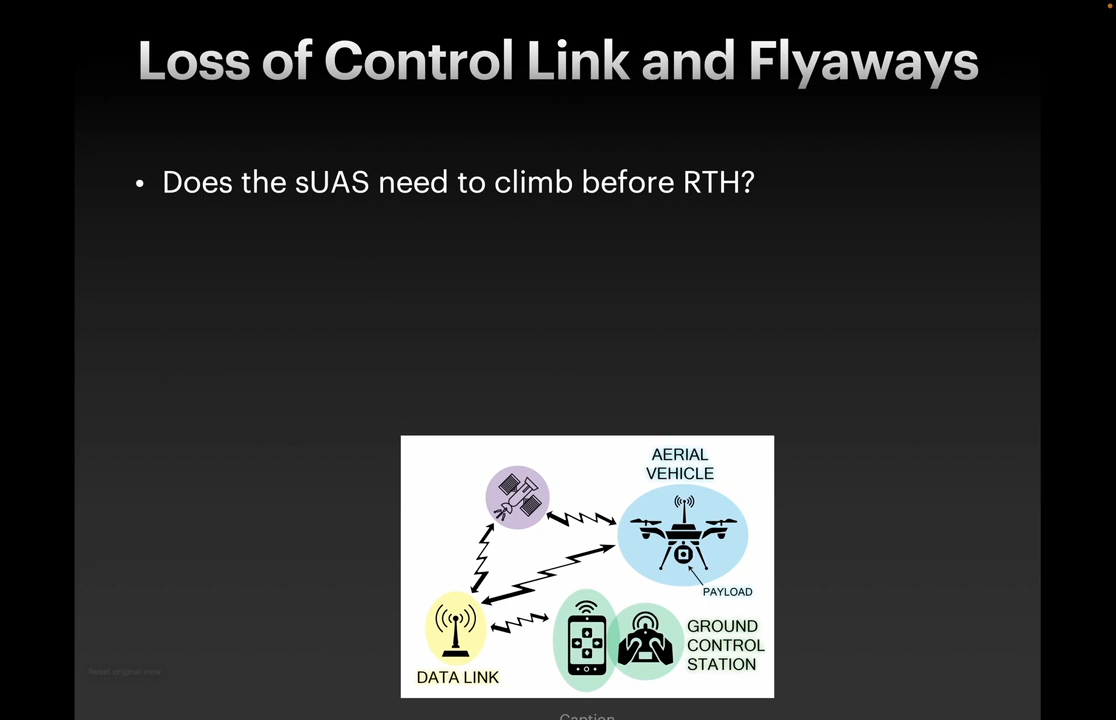 Loss of Control Link and Flyaways
• Does the sUAS need to climb before RTH?
AERIAL
VEHICLE
PAYLOAD
GROUND
CONTROL
STATION
DATA LINK
Reset original view
Caption